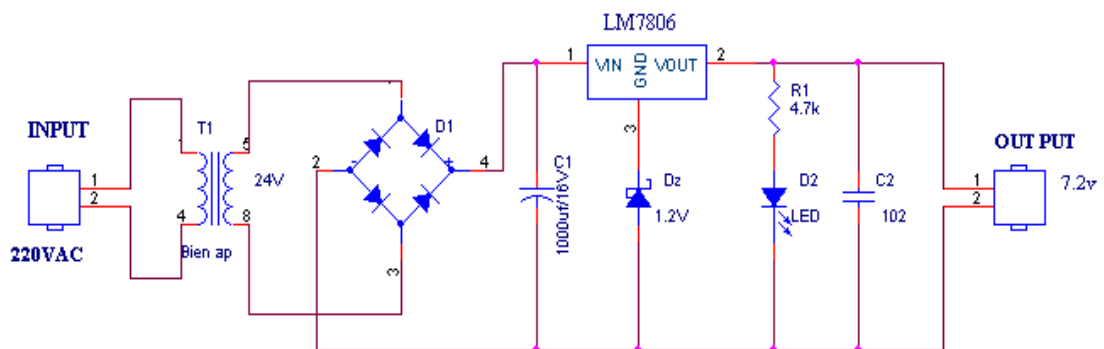 LM7806
1
VIN
GND
VOUT
2
R1
4.7k
INPUT
T1
1
5
D1
2
-
+
4
3
C1
1000uf/16V
Dz
1.2V
D2
LED
C2
102
OUT PUT
7.2v
1
2
1
2
24V
4
8
Bien ap
220VAC
3